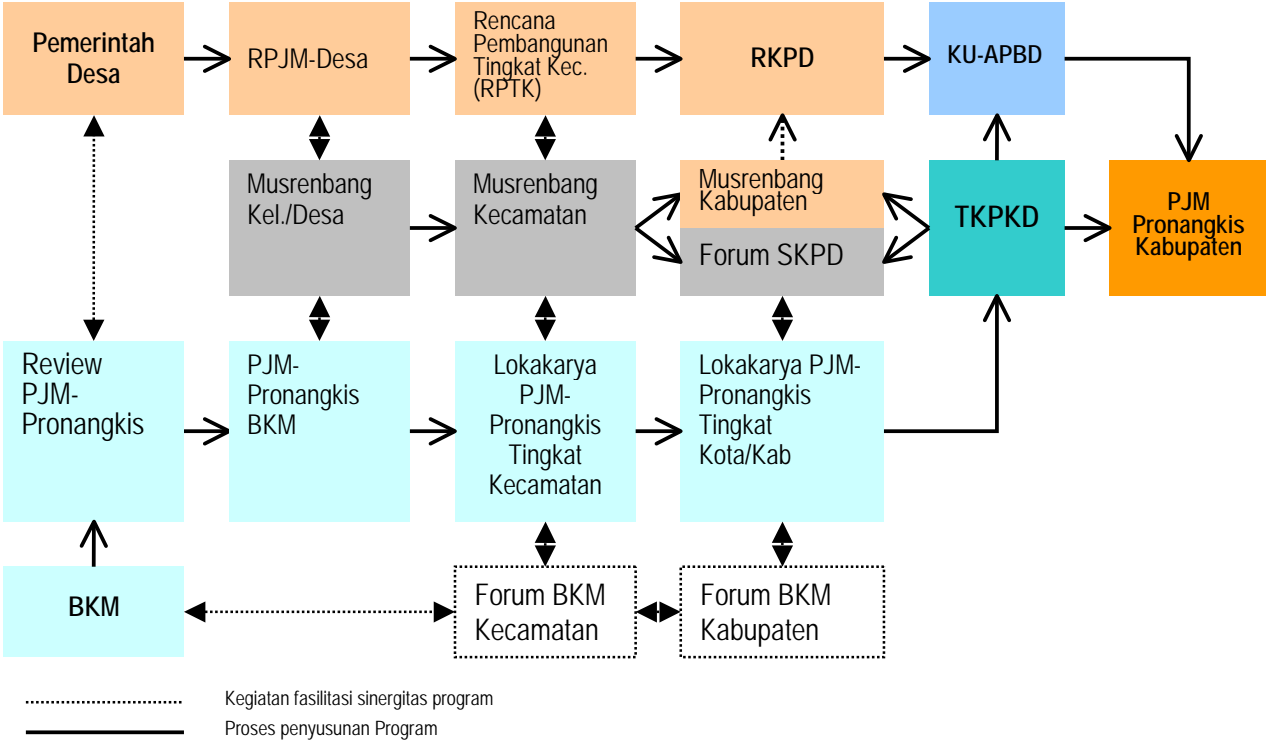 Pemerintah
Desa
RPJM-Desa
Rencana
Pembangunan
Tingkat Kec.
(RPTK)
RKPD
KU-APBD
Musrenbang
Kel./Desa
Musrenbang
Kecamatan
Musrenbang
Kabupaten
Forum SKPD
TKPKD
PJM
Pronangkis
Kabupaten
Review
PJM-
Pronangkis
PJM-
Pronangkis
BKM
Lokakarya
PJM-
Pronangkis
Tingkat
Kecamatan
Lokakarya PJM-
Pronangkis
Tingkat
Kota/Kab
BKM
Forum BKM
Kecamatan
Forum BKM
Kabupaten
Kegiatan fasilitasi sinergitas program
Proses penyusunan Program